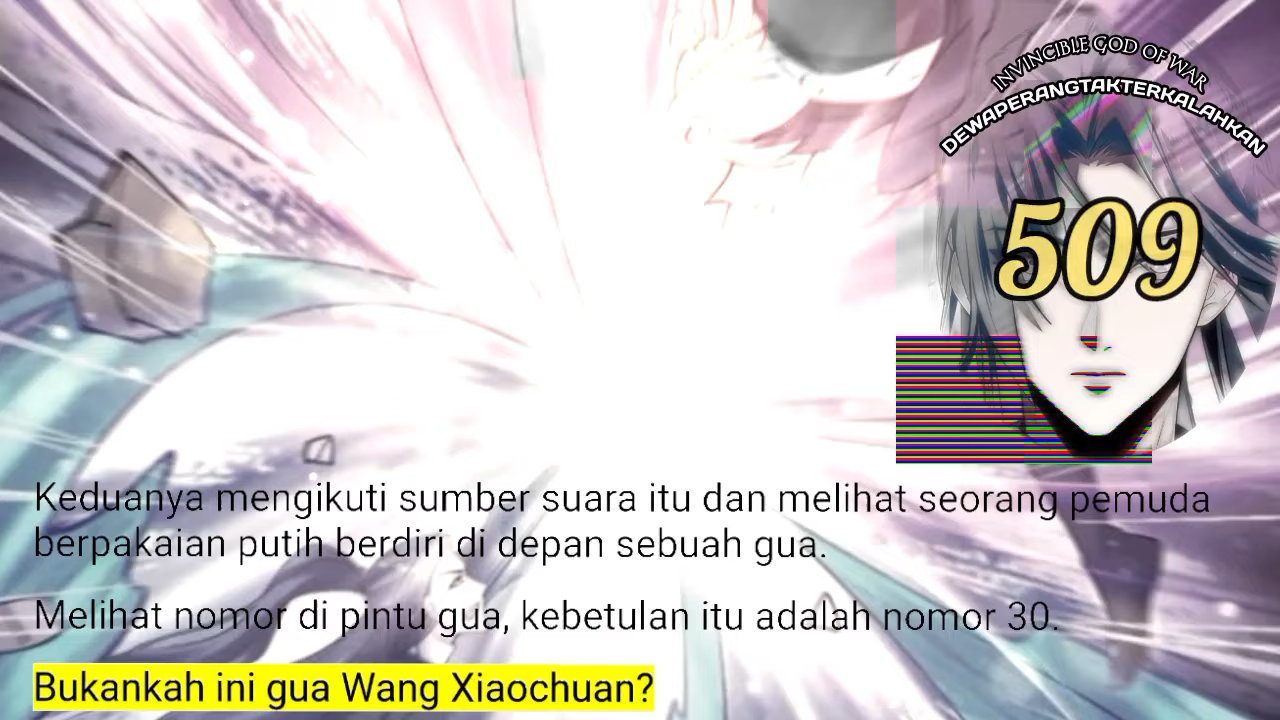 INVINCIBLE GOD OF WAR
DEWAPERANGTAKTERKALAHKAN
509
Keduanya mengikuti sumber suara itu dan melihat seorang pemuda
berpakaian putih berdiri di depan sebuah gua.
Melihat nomor di pintu gua, kebetulan itu adalah nomor 30.
Bukankah ini gua Wang Xiaochuan?